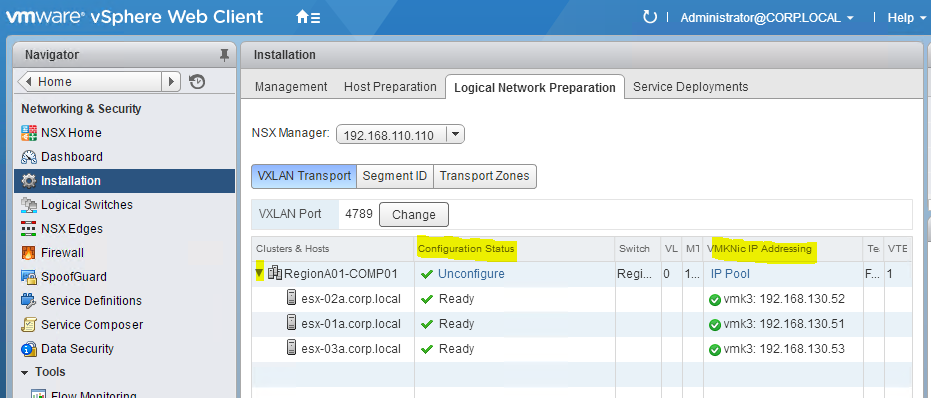 vmware® vSphere Web Client
Administrator@CORP.LOCAL
Help
Navigator
Home
Networking & Security
NSX Home
Dashboard
Installation
Logical Switches
NSX Edges
Firewall
SpoofGuard
Service Definitions
Service Composer
Data Security
Tools
Flow Monitoring
Installation
Management Host Preparation Logical Network Preparation Service Deployments
NSX Manager: 192.168.110.110
VXLAN Transport Segment ID Transport Zones
VXLAN Port 4789 Change
Clusters & Hosts Configuration Status Switch VL MT VMKNic IP Addressing Te VTE
RegionA01-COMP01 Unconfigure Regi... 0 1... IP Pool F... 1
esx-02a.corp.local Ready vmk3: 192.168.130.52
esx-01a.corp.local Ready vmk3: 192.168.130.51
esx-03a.corp.local Ready vmk3: 192.168.130.53